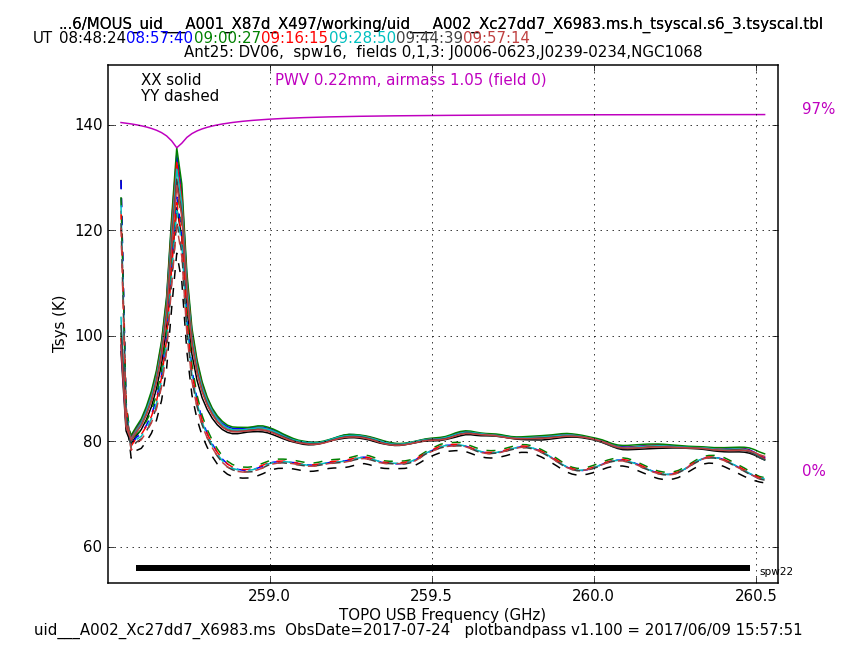 ...6/MOUS_uid___A001_X87d_X497/working/uid___A002_Xc27dd7_X6983.ms.h_tsyscal.s6_3.tsyscal.tbl
UT 08:48:24 08:57:40 09:00:27 09:16:15 09:28:50 09:44:39 09:57:14
Ant25: DV06, spw16, fields 0,1,3: J0006-0623,J0239-0234,NGC1068
XX solid
PWV 0.22mm, airmass 1.05 (field 0)
YY dashed
97%
140
120
100
80
60
0%
Tsys (K)
spw22
259.0 259.5 260.0 260.5
TOPO USB Frequency (GHz)
uid___A002_Xc27dd7_X6983.ms ObsDate=2017-07-24 plotbandpass v1.100 = 2017/06/09 15:57:51